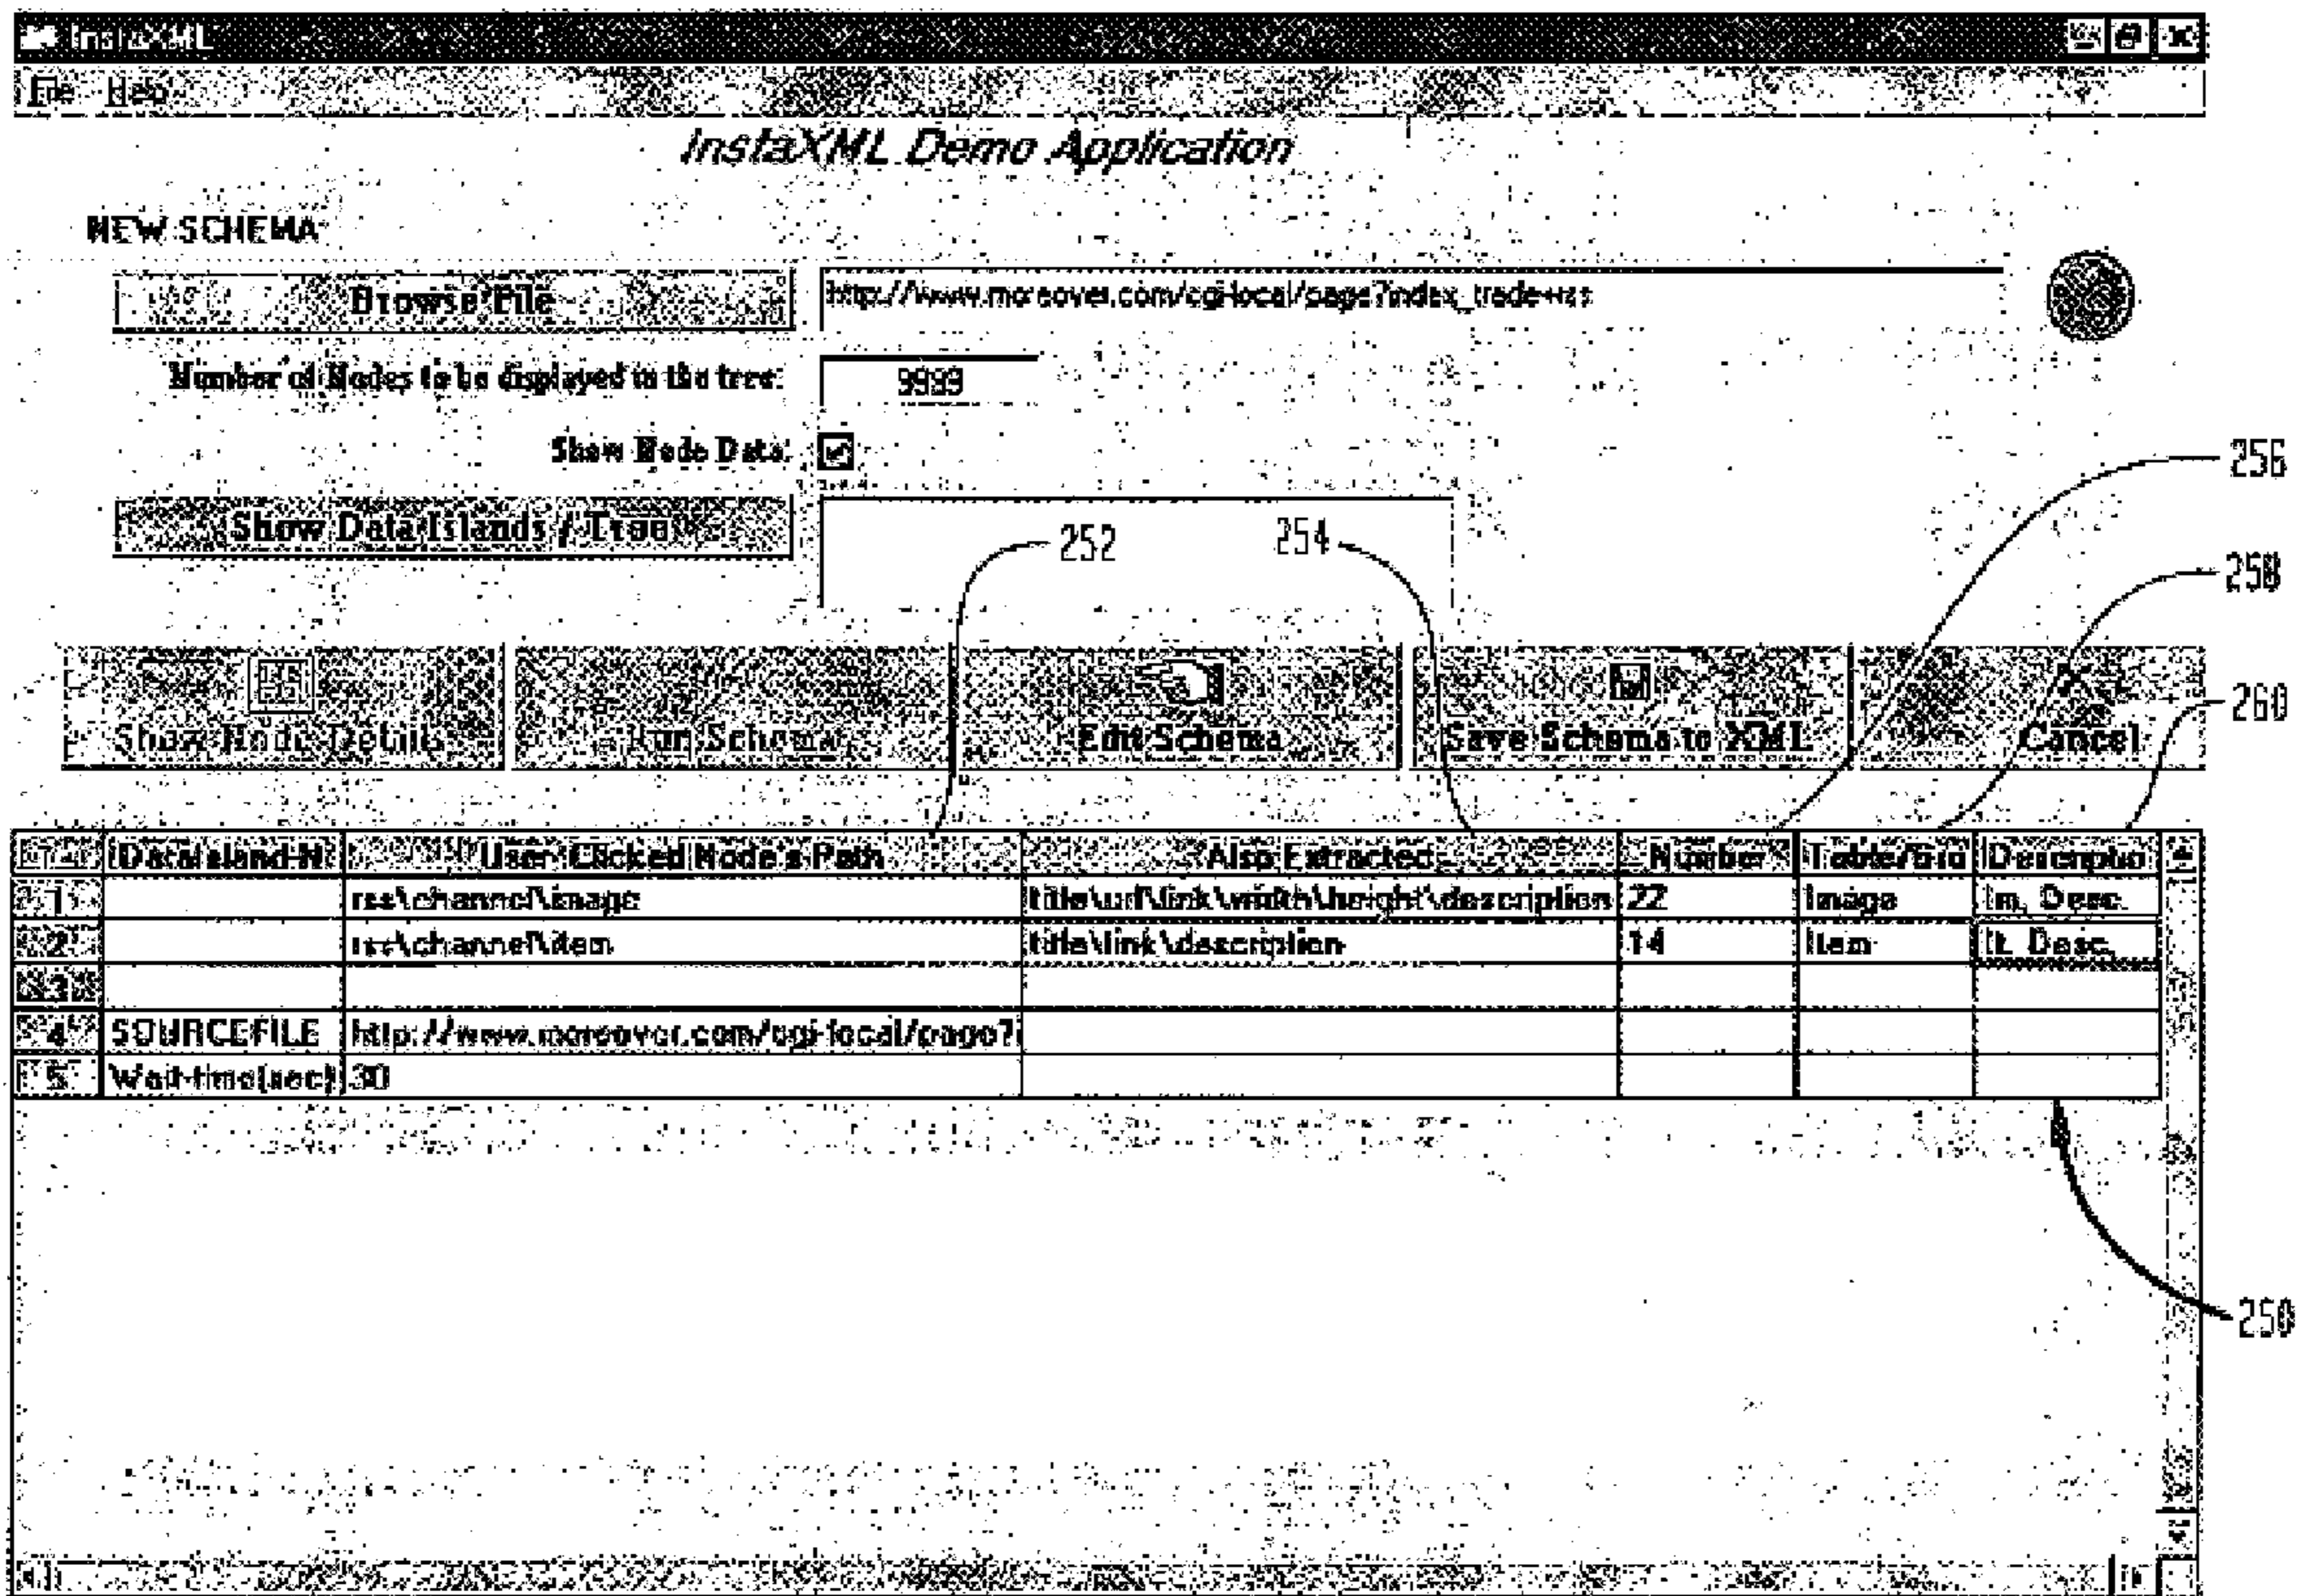 InstaXML
File Help
InstaXML Demo Application
NEW SCHEMA
Browse File
http://www.moreover.com/cgi-local/page?index_trade+rss
Number of Nodes to be displayed in the tree:
9999
Show Node Data:
256
Show Data Islands / Tree
252
254
258
Show Node Details
Run Schema
Edit Schema
Save Schema to XML
Cancel
260
Data Island N
User Clicked Node's Path
Also Extracted
Number
Descriptio
1
rss\channel\image
title\url\link\width\height\description
22
Image
Im. Desc.
2
rss\channel\item
title\link\description
14
Item
It. Desc.
3
4
SOURCEFILE
http://www.moreover.com/cgi-local/page?i
5
Wait-time(sec)
30
250